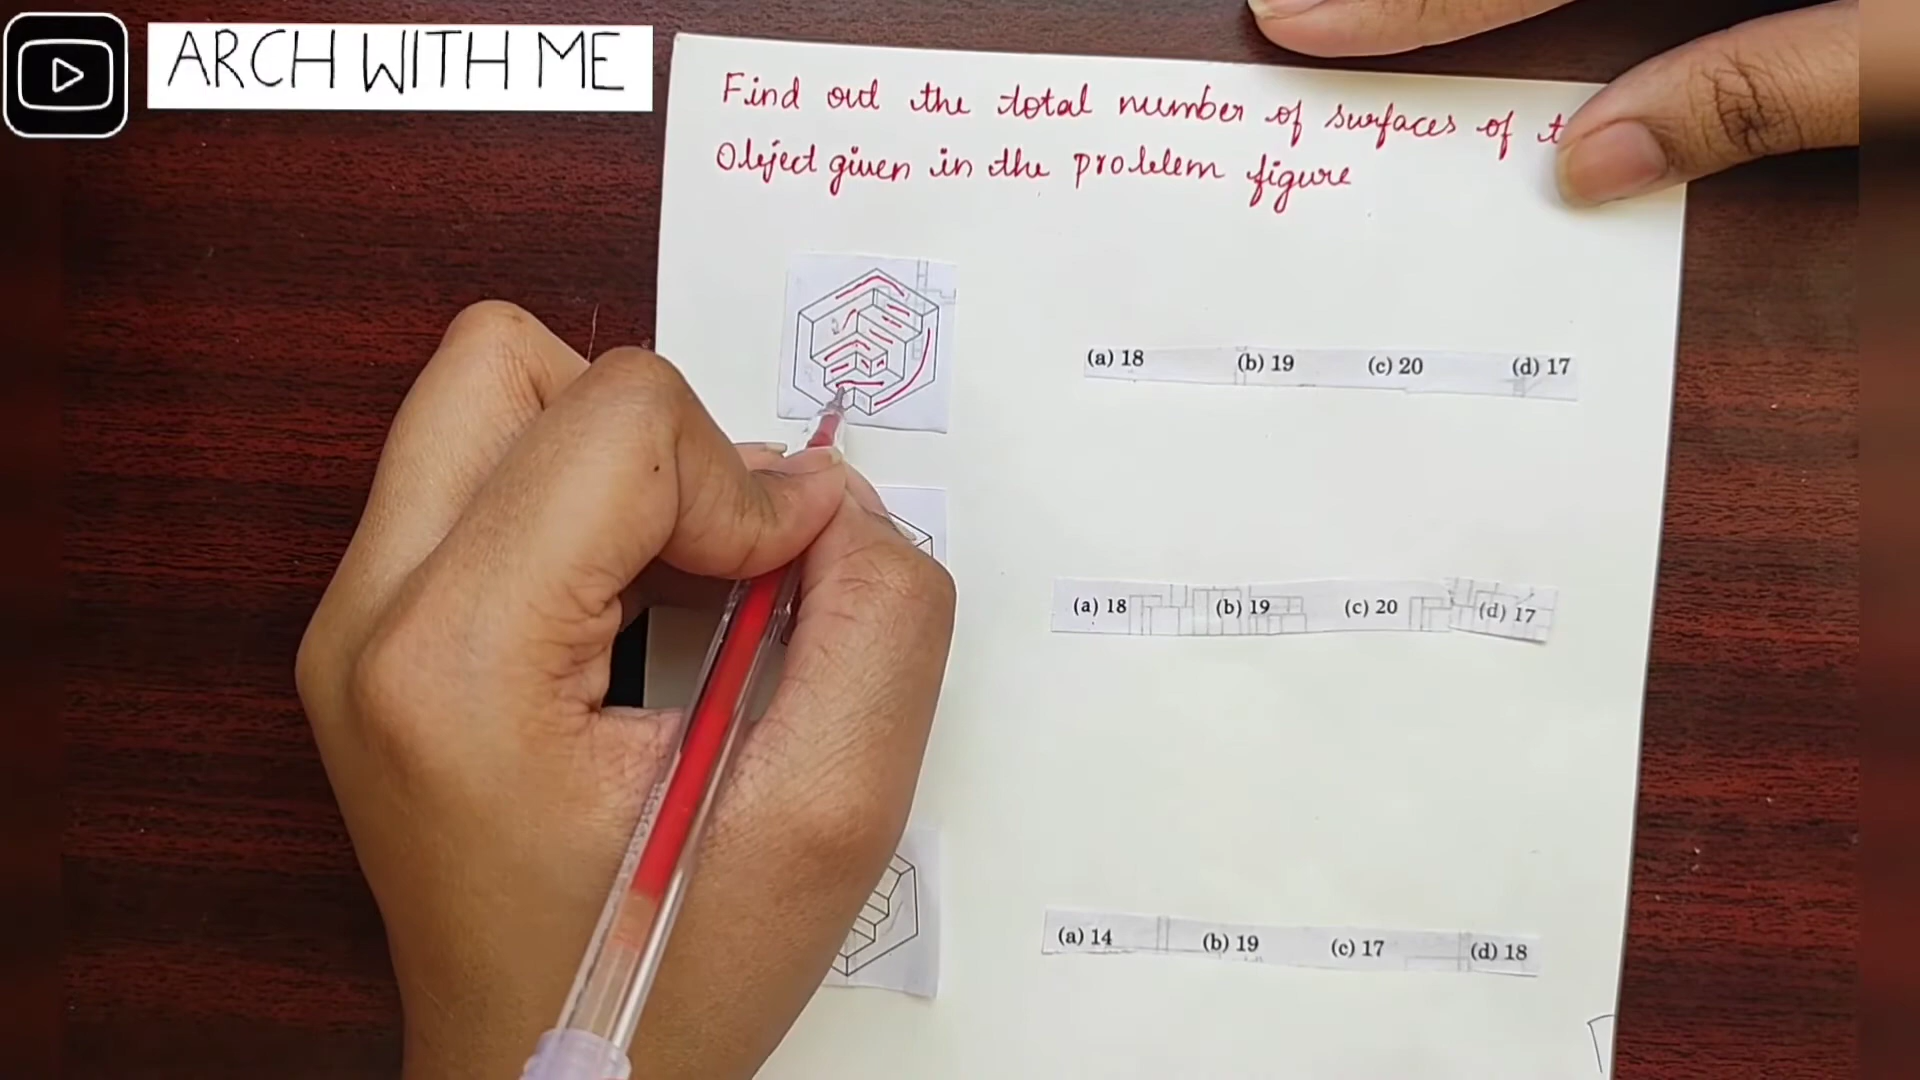 ARCH WITH ME
Find out the total number of surfaces of
Object given in the problem figure
(a) 18 (b) 19 (c) 20 (d) 17
(a) 18 (b) 19 (c) 20 (d) 17
(a) 14 (b) 19 (c) 17 (d) 18